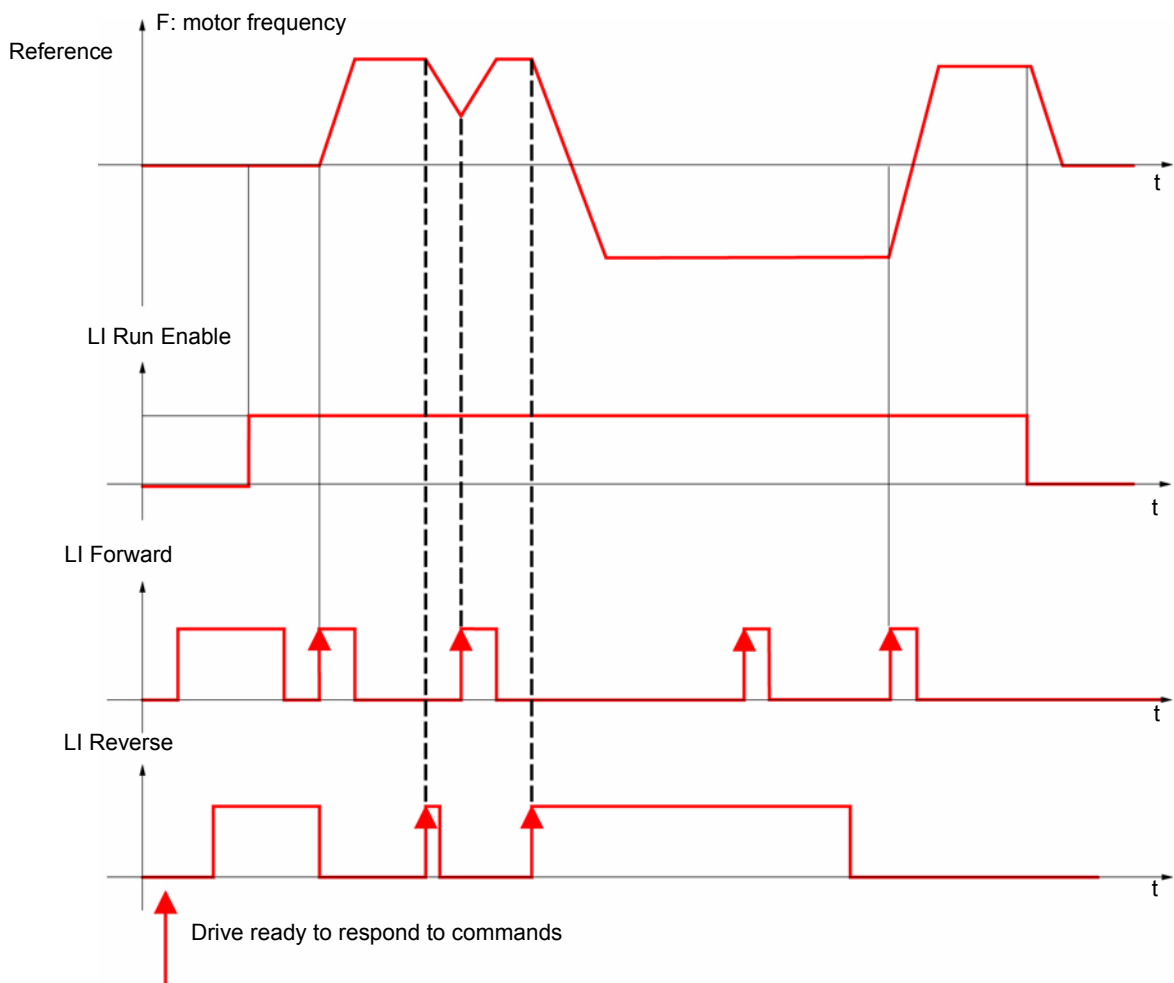 F: motor frequency
Reference
t
LI Run Enable
t
LI Forward
t
LI Reverse
t
Drive ready to respond to commands